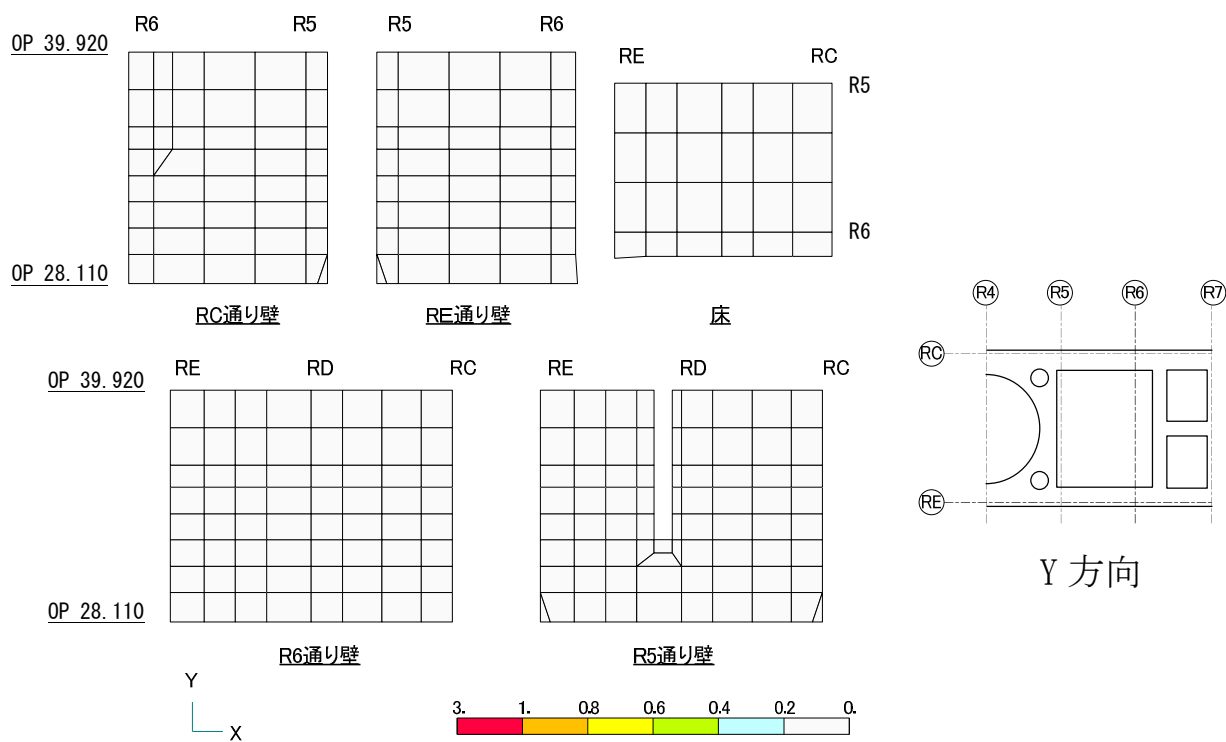 R6 R5 R5 R6
OP 39.920
RE RC
R5
R6
OP 28.110
RC通り壁 RE通り壁 床
R4 R5 R6 R7
RC
RE
Y 方向
RE RD RC RE RD RC
OP 39.920
OP 28.110
R6通り壁 R5通り壁
Y
X
3. 1. 0.8 0.6 0.4 0.2 0.